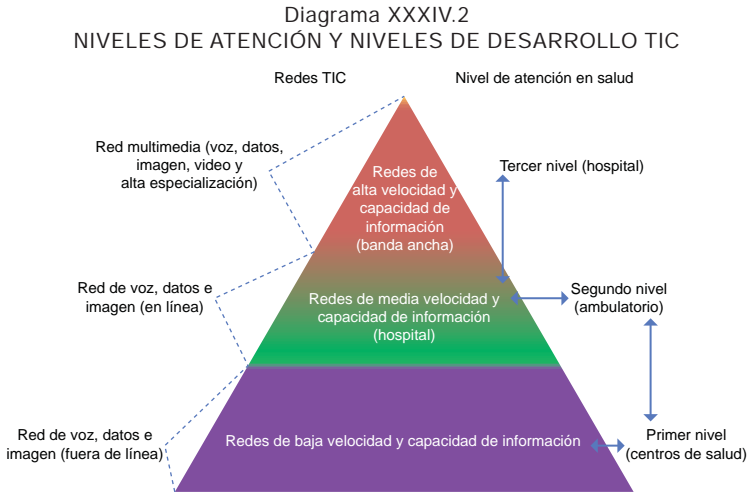 Diagrama XXXIV.2
NIVELES DE ATENCIÓN Y NIVELES DE DESARROLLO TIC
Redes TIC
Nivel de atención en salud
Red multimedia (voz, datos,
imagen, video y
alta especialización)
Redes de
alta velocidad y
capacidad de
información
(banda ancha)
Tercer nivel (hospital)
Red de voz, datos e
imagen (en línea)
Redes de media velocidad y
capacidad de información
(hospital)
Segundo nivel
(ambulatorio)
Red de voz, datos e
imagen (fuera de línea)
Redes de baja velocidad y capacidad de información
Primer nivel
(centros de salud)